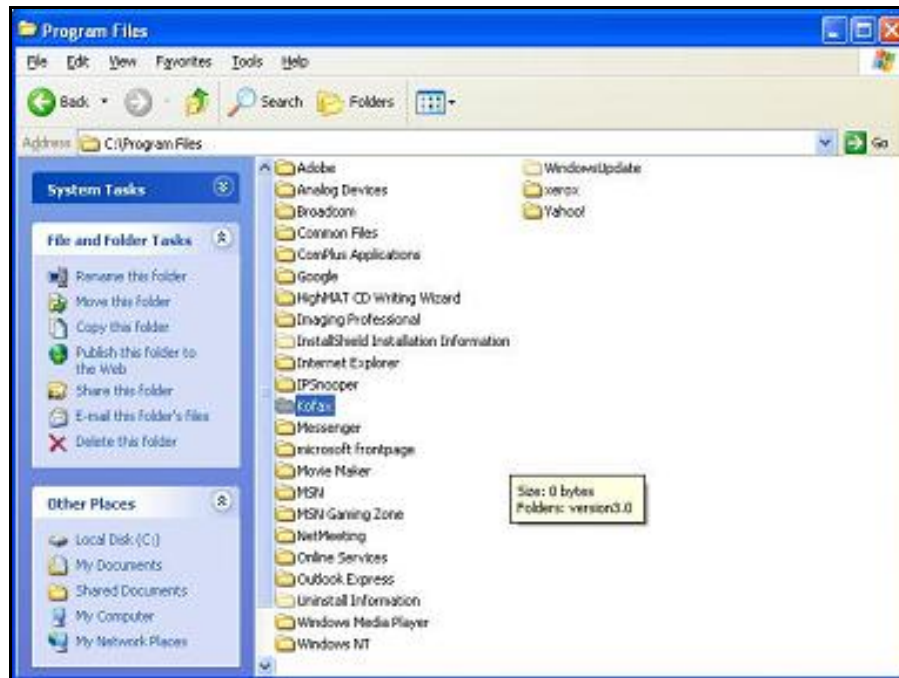 Program Files
File Edit View Favorites Tools Help
Back Search Folders
Address C:\Program Files Go
System Tasks
File and Folder Tasks
Rename this folder
Move this folder
Copy this folder
Publish this folder to
the Web
Share this folder
E-mail this folder's files
Delete this folder
Other Places
Local Disk (C:)
My Documents
Shared Documents
My Computer
My Network Places
Adobe
Analog Devices
Broadcom
Common Files
ComPlus Applications
Google
HighMAT CD Writing Wizard
Imaging Professional
InstallShield Installation Information
Internet Explorer
IPSnooper
Kofax
Messenger
microsoft frontpage
Movie Maker
MSN
MSN Gaming Zone
NetMeeting
Online Services
Outlook Express
Uninstall Information
Windows Media Player
Windows NT
WindowsUpdate
xerox
Yahoo!
Size: 0 bytes
Folders: version3.0